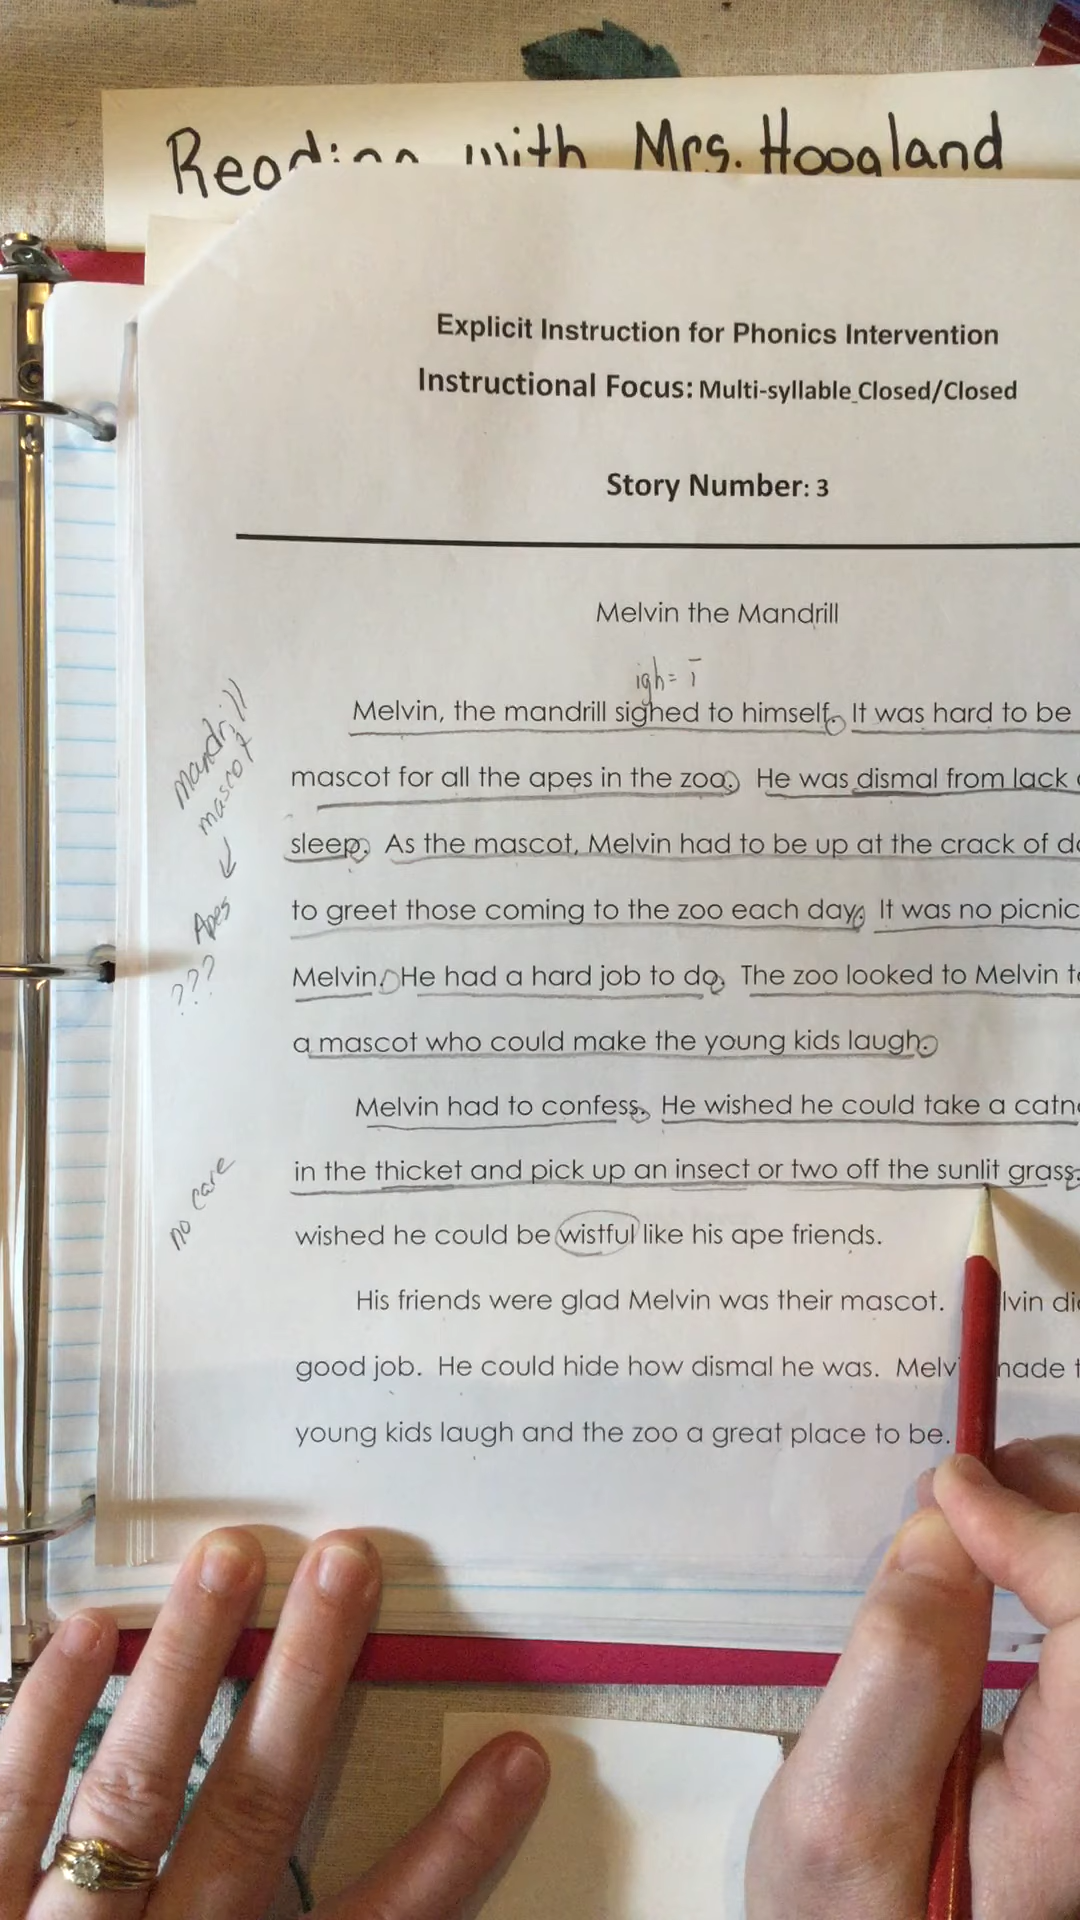 Reading with Mrs. Hoogland
Explicit Instruction for Phonics Intervention
Instructional Focus: Multi-syllable Closed/Closed
Story Number: 3
Melvin the Mandrill
igh = ī
Melvin, the mandrill sighed to himself. It was hard to be
mascot for all the apes in the zoo. He was dismal from lack
sleep. As the mascot, Melvin had to be up at the crack of
to greet those coming to the zoo each day. It was no picnic
Melvin. He had a hard job to do. The zoo looked to Melvin
a mascot who could make the young kids laugh.
Melvin had to confess. He wished he could take a
in the thicket and pick up an insect or two off the sunlit grass.
wished he could be wistful like his ape friends.
His friends were glad Melvin was their mascot.
good job. He could hide how dismal he was.
young kids laugh and the zoo a great place to be.
Mandrill
mascot
Apes
???
no care